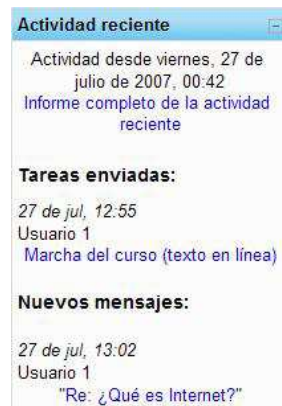 Actividad reciente
Actividad desde viernes, 27 de
julio de 2007, 00:42
Informe completo de la actividad
reciente
Tareas enviadas:
27 de jul, 12:55
Usuario 1
Marcha del curso (texto en línea)
Nuevos mensajes:
27 de jul, 13:02
Usuario 1
"Re: ¿Qué es Internet?"